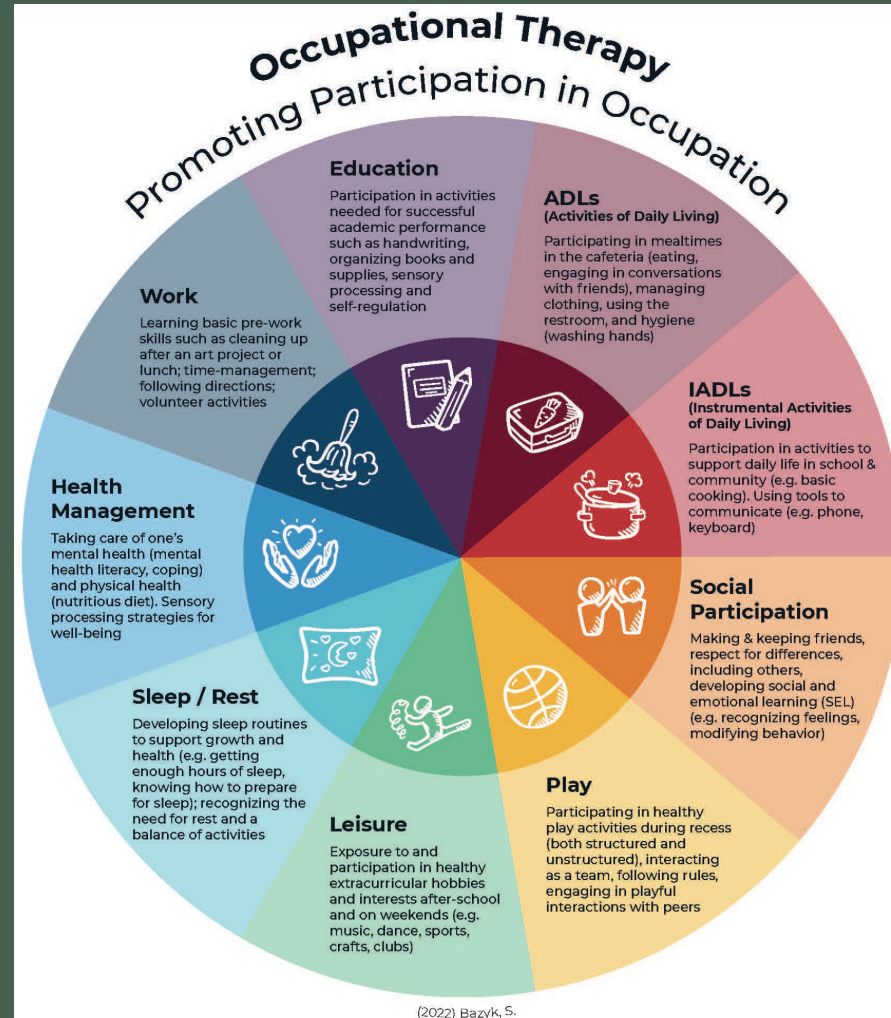 Occupational Therapy
Promoting Participation in Occupation
Education
Participation in activities
needed for successful
academic performance
such as handwriting,
organizing books and
supplies, sensory
processing and
self-regulation
ADLs
(Activities of Daily Living)
Participating in mealtimes
in the cafeteria (eating,
engaging in conversations
with friends), managing
clothing, using the
restroom, and hygiene
(washing hands)
IADLs
(Instrumental Activities
of Daily Living)
Participation in activities to
support daily life in school &
community (e.g. basic
cooking). Using tools to
communicate (e.g. phone,
keyboard)
Social
Participation
Making & keeping friends,
respect for differences,
including others,
developing social and
emotional learning (SEL)
(e.g. recognizing feelings,
modifying behavior)
Play
Participating in healthy
play activities during recess
(both structured and
unstructured), interacting
as a team, following rules,
engaging in playful
interactions with peers
Leisure
Exposure to and
participation in healthy
extracurricular hobbies
and interests after-school
and on weekends (e.g.
music, dance, sports,
crafts, clubs)
Sleep / Rest
Developing sleep routines
to support growth and
health (e.g. getting
enough hours of sleep,
knowing how to prepare
for sleep); recognizing the
need for rest and a
balance of activities
Health
Management
Taking care of one's
mental health (mental
health literacy, coping)
and physical health
(nutritious diet). Sensory
processing strategies for
well-being
Work
Learning basic pre-work
skills such as cleaning up
after an art project or
lunch; time-management;
following directions;
volunteer activities
(2022) Bazyk, S.